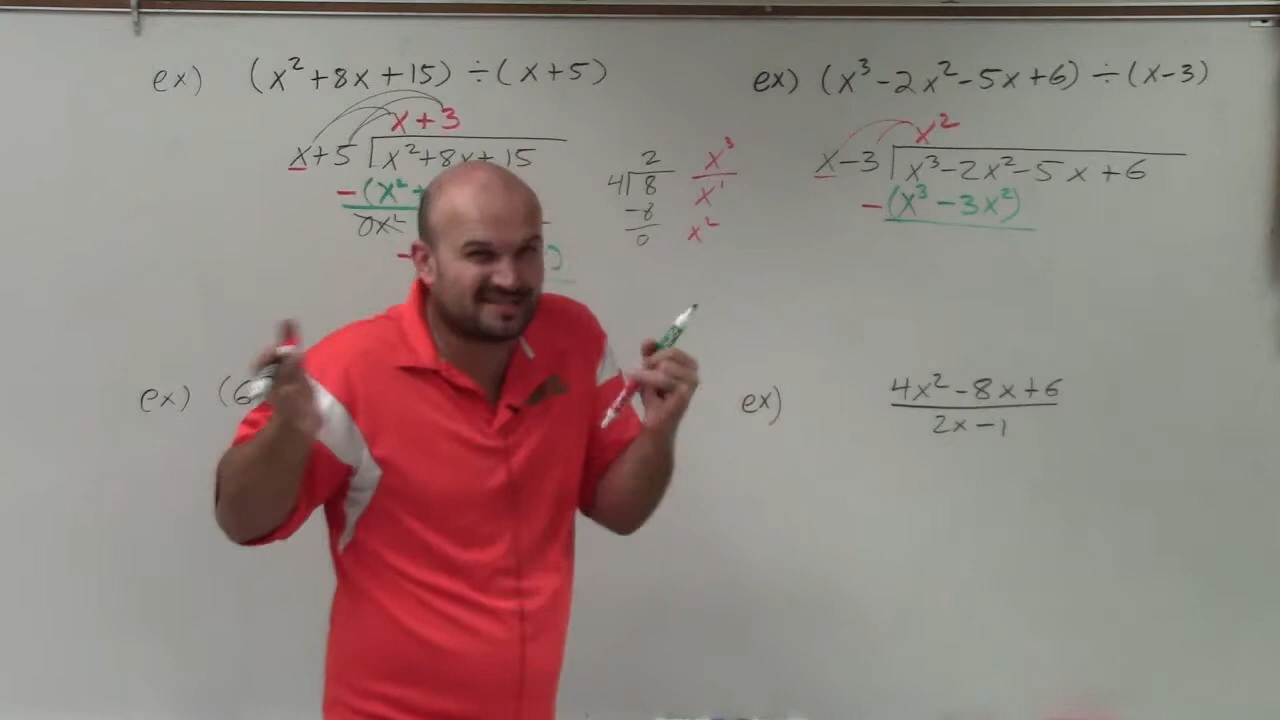 ex) (x² + 8x + 15) ÷ (x + 5)
x + 3
x + 5 x² + 8x + 15
- (x² +
0x²
-
2
4 8
-8
0
x³
x¹
x²
ex) (x³ - 2x² - 5x + 6) ÷ (x - 3)
x²
x - 3 x³ - 2x² - 5x + 6
- (x³ - 3x²)
ex) (6
ex) 4x² - 8x + 6
2x - 1